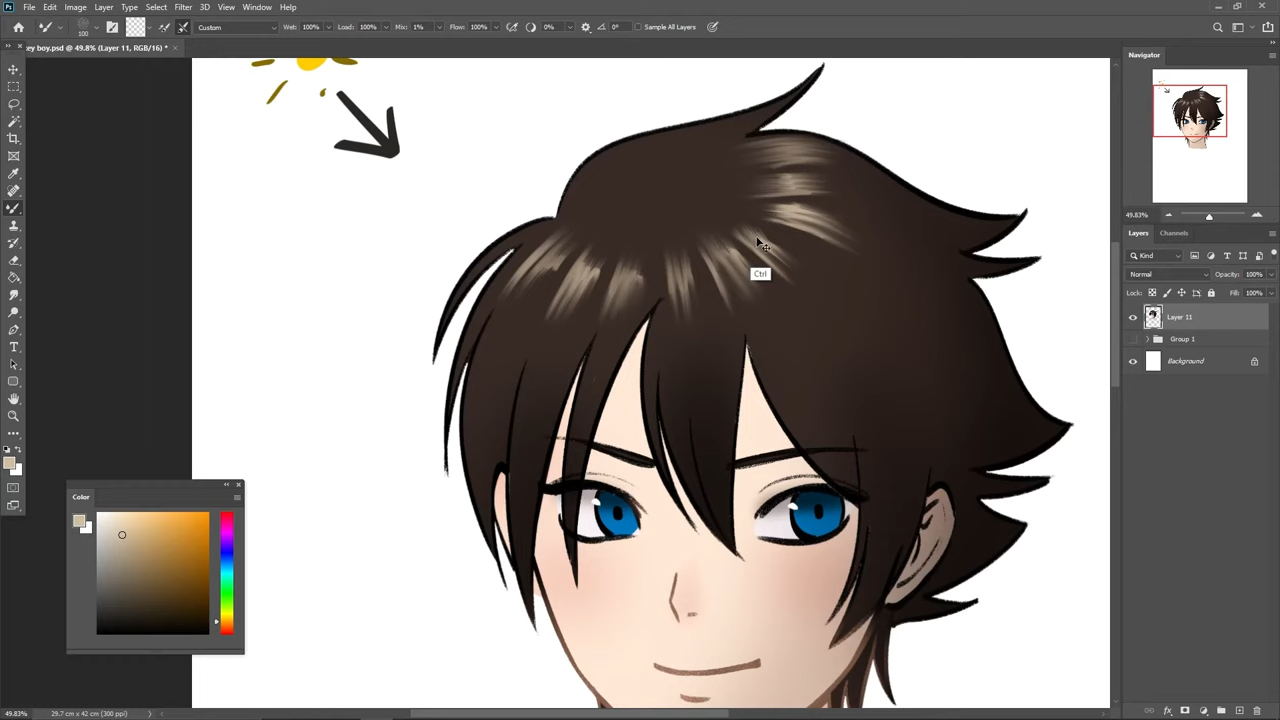 File Edit Image Layer Type Select Filter 3D View Window Help
100 Custom Wet: 100% Load: 100% Mix: 1% Flow: 100% 0% 0° Sample All Layers
ey boy.psd @ 49.8% (Layer 11, RGB/16) * ×
Navigator
49.83%
Layers Channels
Kind
Normal Opacity: 100%
Lock: Fill: 100%
Layer 11
Group 1
Background
Ctrl
Color
49.83% 29.7 cm x 42 cm (300 ppi)